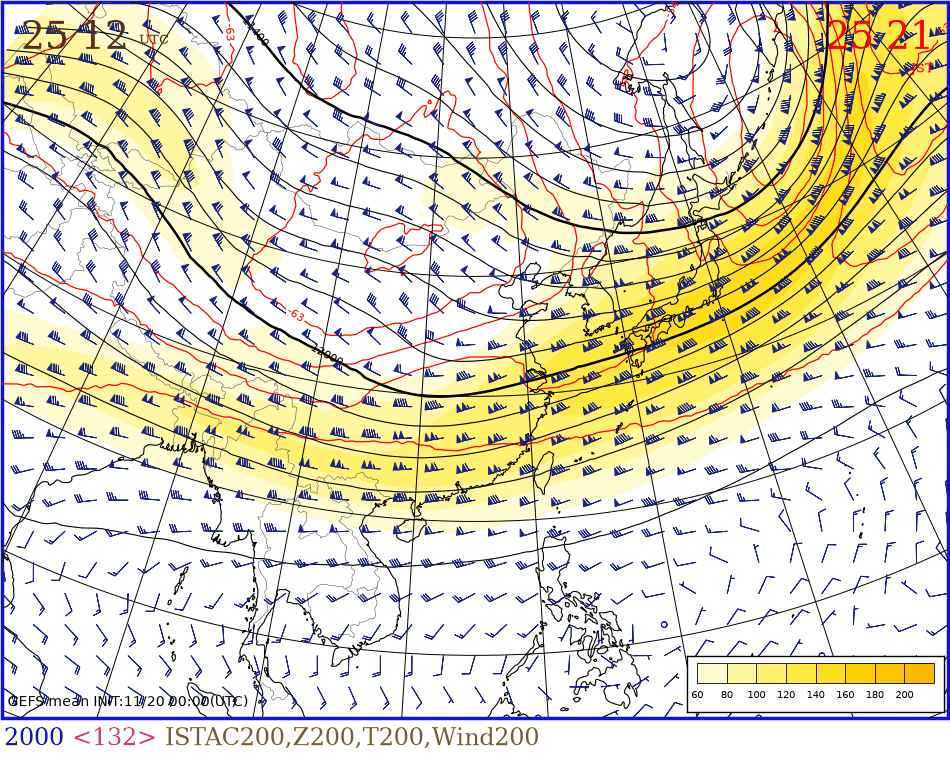 25 12 UTC
25 21 JST
-63
-63
12000
GEFS mean INIT:11/20 00:00(UTC)
60 80 100 120 140 160 180 200
2000 <132> ISTAC200,Z200,T200,Wind200